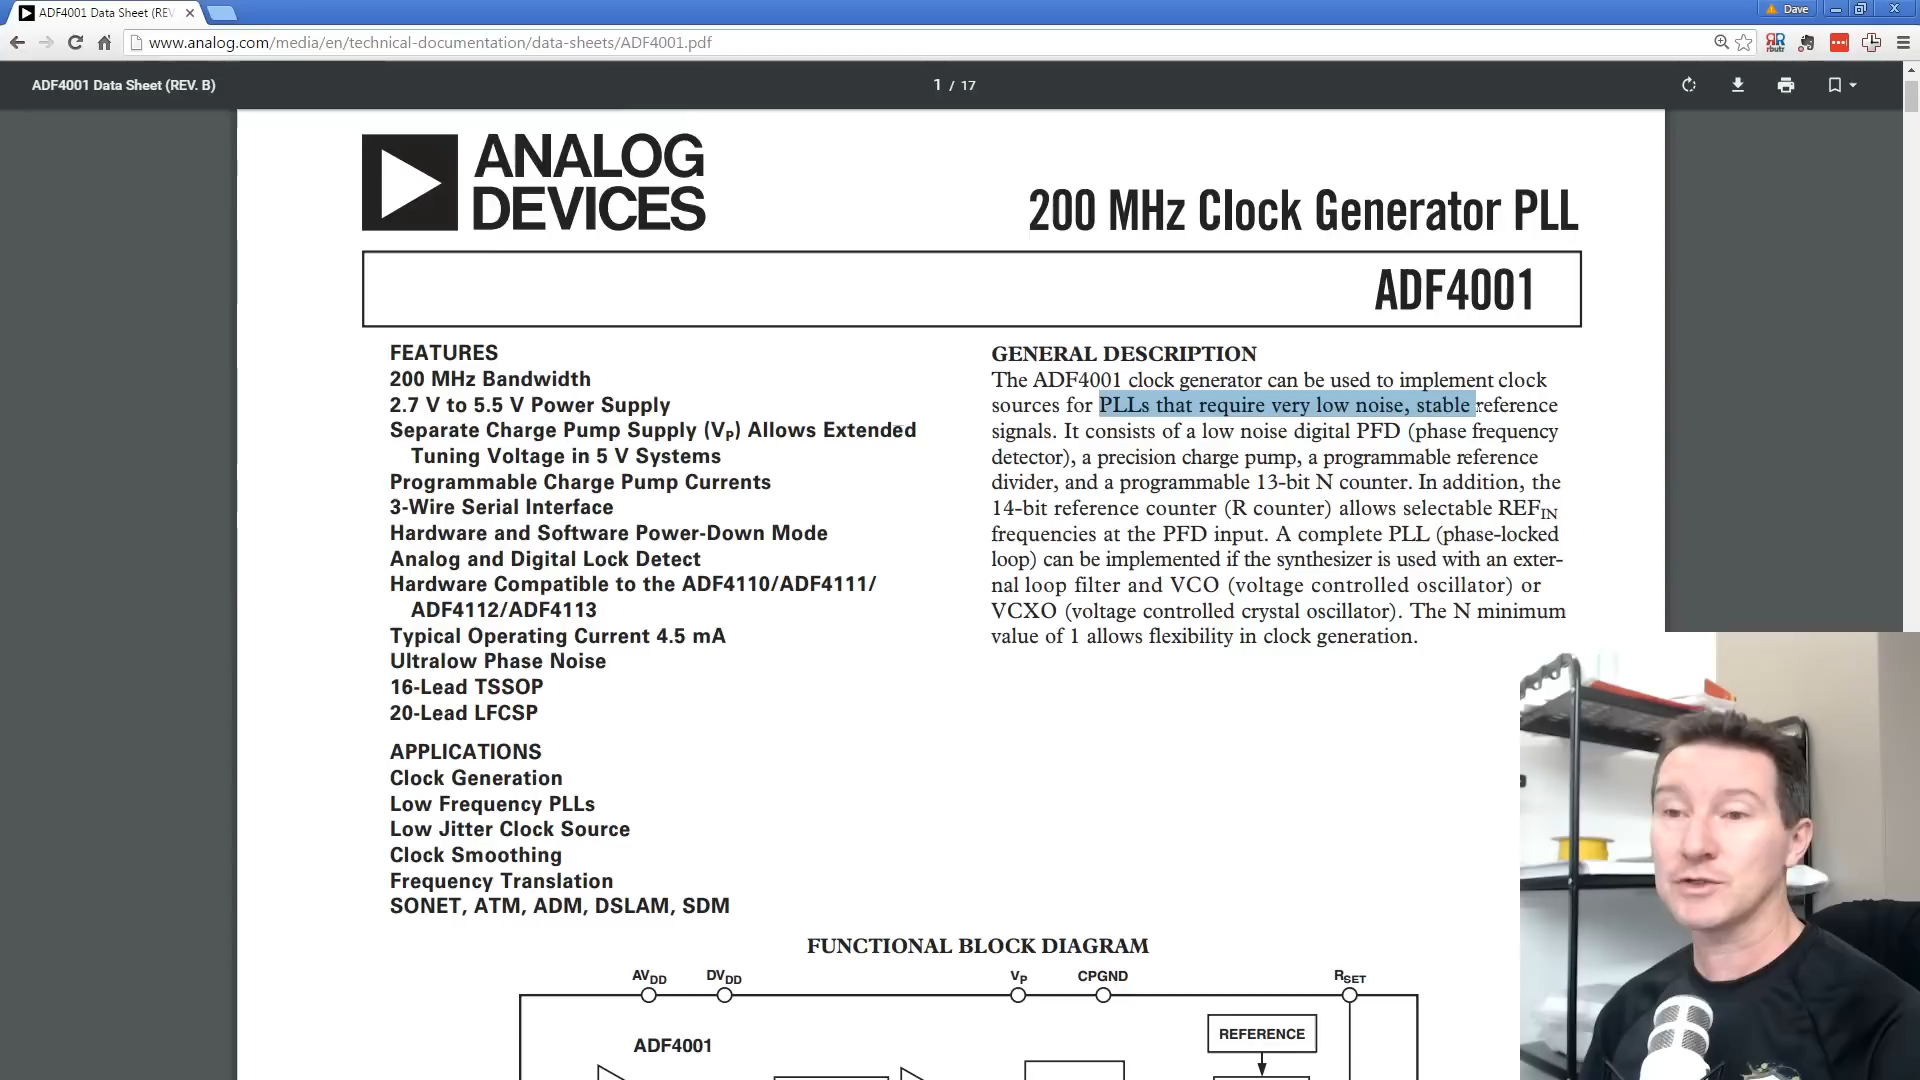 ADF4001 Data Sheet (REV
Dave
www.analog.com/media/en/technical-documentation/data-sheets/ADF4001.pdf
RR
rbutr
ADF4001 Data Sheet (REV. B)
1 / 17
ANALOG
DEVICES
200 MHz Clock Generator PLL
ADF4001
FEATURES
200 MHz Bandwidth
2.7 V to 5.5 V Power Supply
Separate Charge Pump Supply (VP) Allows Extended
Tuning Voltage in 5 V Systems
Programmable Charge Pump Currents
3-Wire Serial Interface
Hardware and Software Power-Down Mode
Analog and Digital Lock Detect
Hardware Compatible to the ADF4110/ADF4111/
ADF4112/ADF4113
Typical Operating Current 4.5 mA
Ultralow Phase Noise
16-Lead TSSOP
20-Lead LFCSP
APPLICATIONS
Clock Generation
Low Frequency PLLs
Low Jitter Clock Source
Clock Smoothing
Frequency Translation
SONET, ATM, ADM, DSLAM, SDM
GENERAL DESCRIPTION
The ADF4001 clock generator can be used to implement clock
sources for PLLs that require very low noise, stable reference
signals. It consists of a low noise digital PFD (phase frequency
detector), a precision charge pump, a programmable reference
divider, and a programmable 13-bit N counter. In addition, the
14-bit reference counter (R counter) allows selectable REFIN
frequencies at the PFD input. A complete PLL (phase-locked
loop) can be implemented if the synthesizer is used with an exter-
nal loop filter and VCO (voltage controlled oscillator) or
VCXO (voltage controlled crystal oscillator). The N minimum
value of 1 allows flexibility in clock generation.
FUNCTIONAL BLOCK DIAGRAM
AVDD
DVDD
VP
CPGND
RSET
REFERENCE
ADF4001